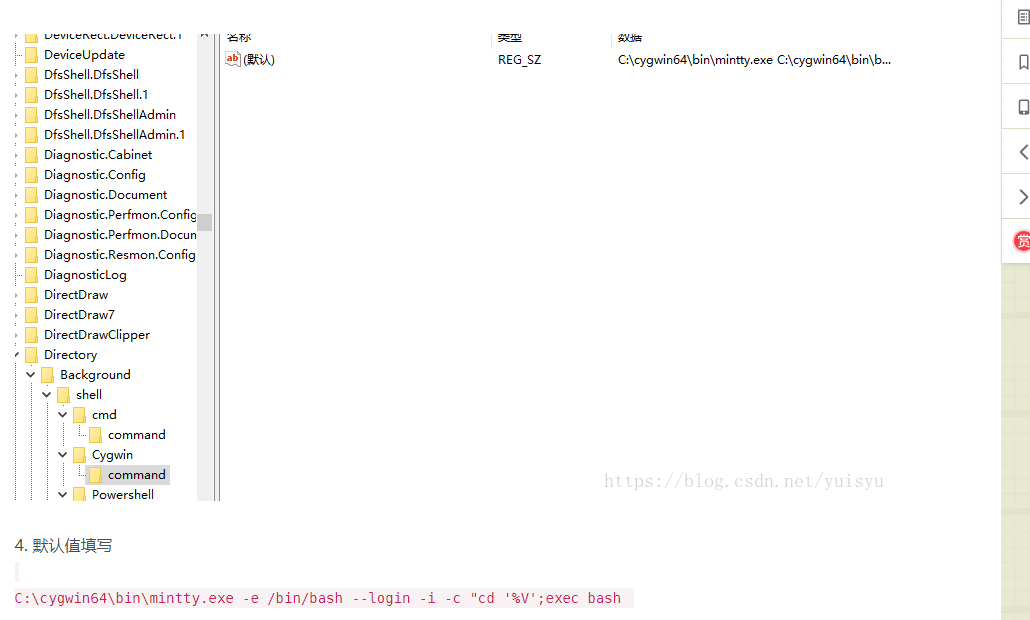 DeviceRect.DeviceRect.1
DeviceUpdate
DfsShell.DfsShell
DfsShell.DfsShell.1
DfsShell.DfsShellAdmin
DfsShell.DfsShellAdmin.1
Diagnostic.Cabinet
Diagnostic.Config
Diagnostic.Document
Diagnostic.Perfmon.Config
Diagnostic.Perfmon.Docun
Diagnostic.Resmon.Config
DiagnosticLog
DirectDraw
DirectDraw7
DirectDrawClipper
Directory
Background
shell
cmd
command
Cygwin
command
Powershell
名称 类型 数据
ab (默认) REG_SZ C:\cygwin64\bin\mintty.exe C:\cygwin64\bin\b...
https://blog.csdn.net/yuisyu
赏
4. 默认值填写
C:\cygwin64\bin\mintty.exe -e /bin/bash --login -i -c "cd '%V';exec bash